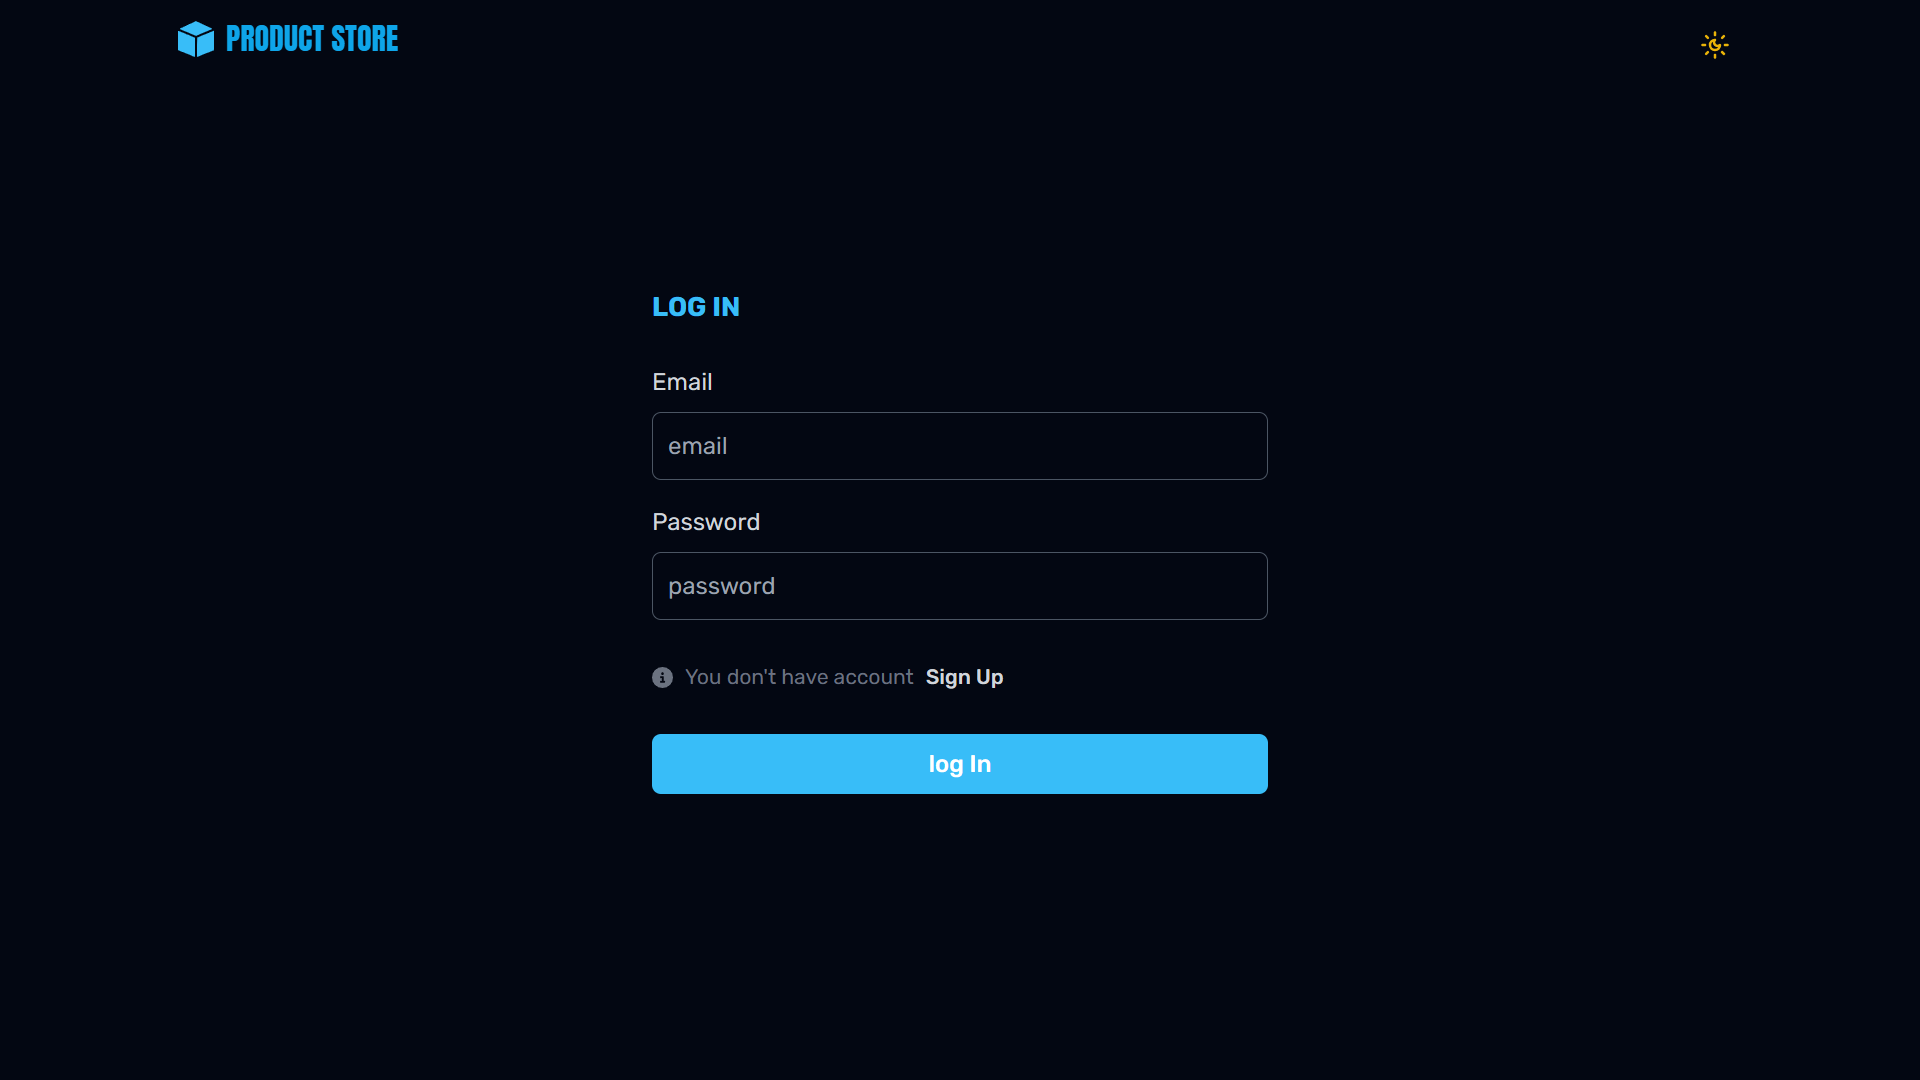 PRODUCT STORE
LOG IN
Email
email
Password
password
You don't have account Sign Up
log In